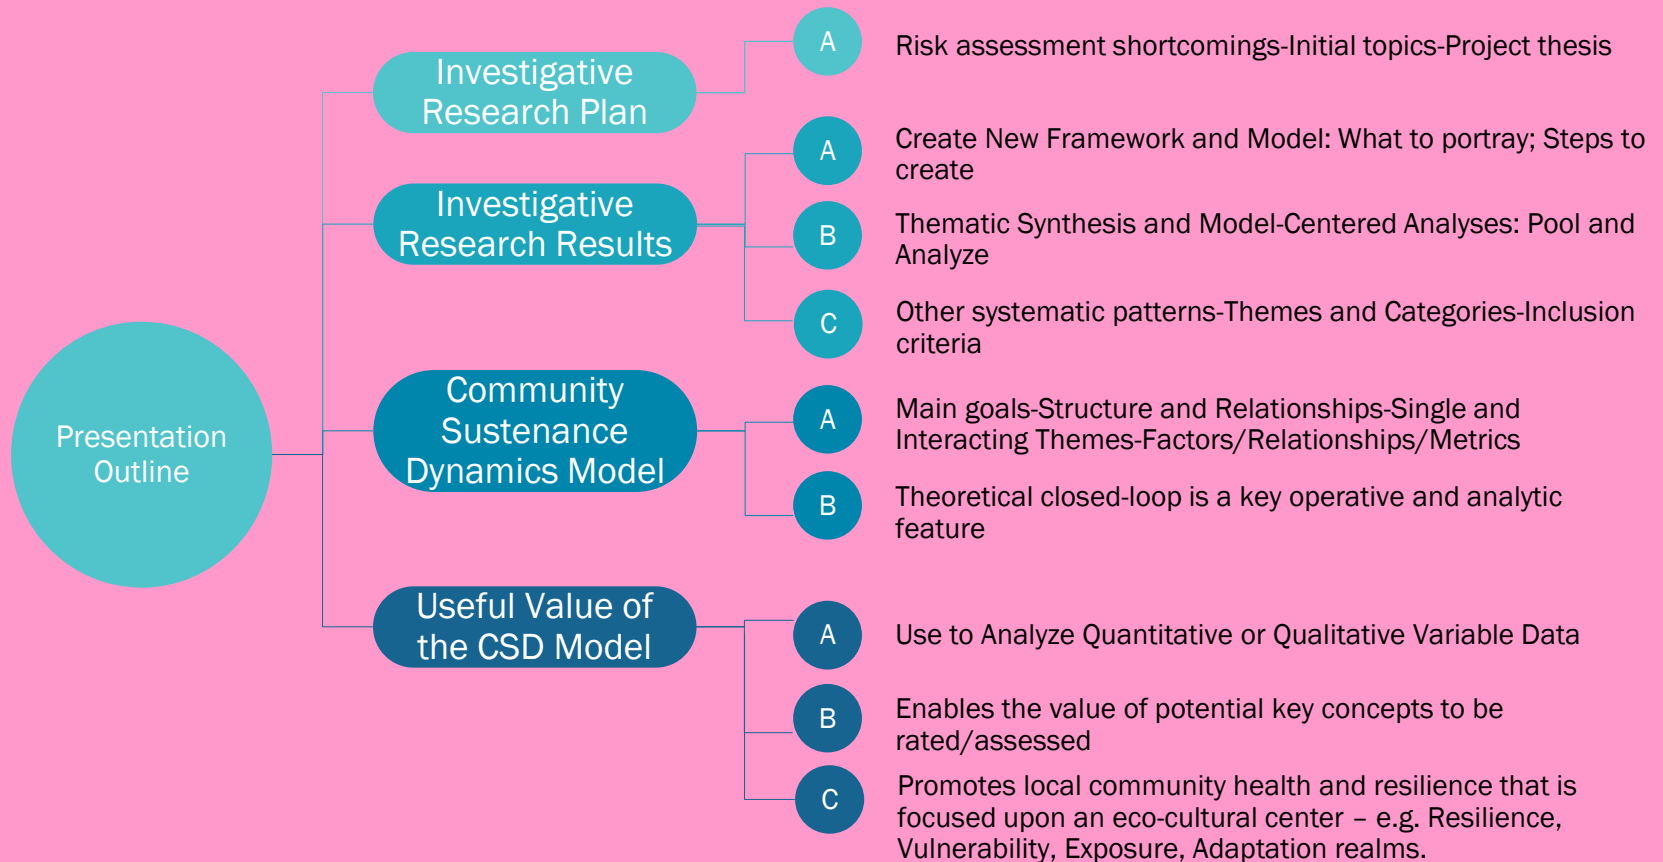 Presentation
Outline
Investigative
Research Plan
A
Risk assessment shortcomings-Initial topics-Project thesis
Investigative
Research Results
A
Create New Framework and Model: What to portray; Steps to
create
B
Thematic Synthesis and Model-Centered Analyses: Pool and
Analyze
C
Other systematic patterns-Themes and Categories-Inclusion
criteria
Community
Sustenance
Dynamics Model
A
Main goals-Structure and Relationships-Single and
Interacting Themes-Factors/Relationships/Metrics
B
Theoretical closed-loop is a key operative and analytic
feature
Useful Value of
the CSD Model
A
Use to Analyze Quantitative or Qualitative Variable Data
B
Enables the value of potential key concepts to be
rated/assessed
C
Promotes local community health and resilience that is
focused upon an eco-cultural center – e.g. Resilience,
Vulnerability, Exposure, Adaptation realms.